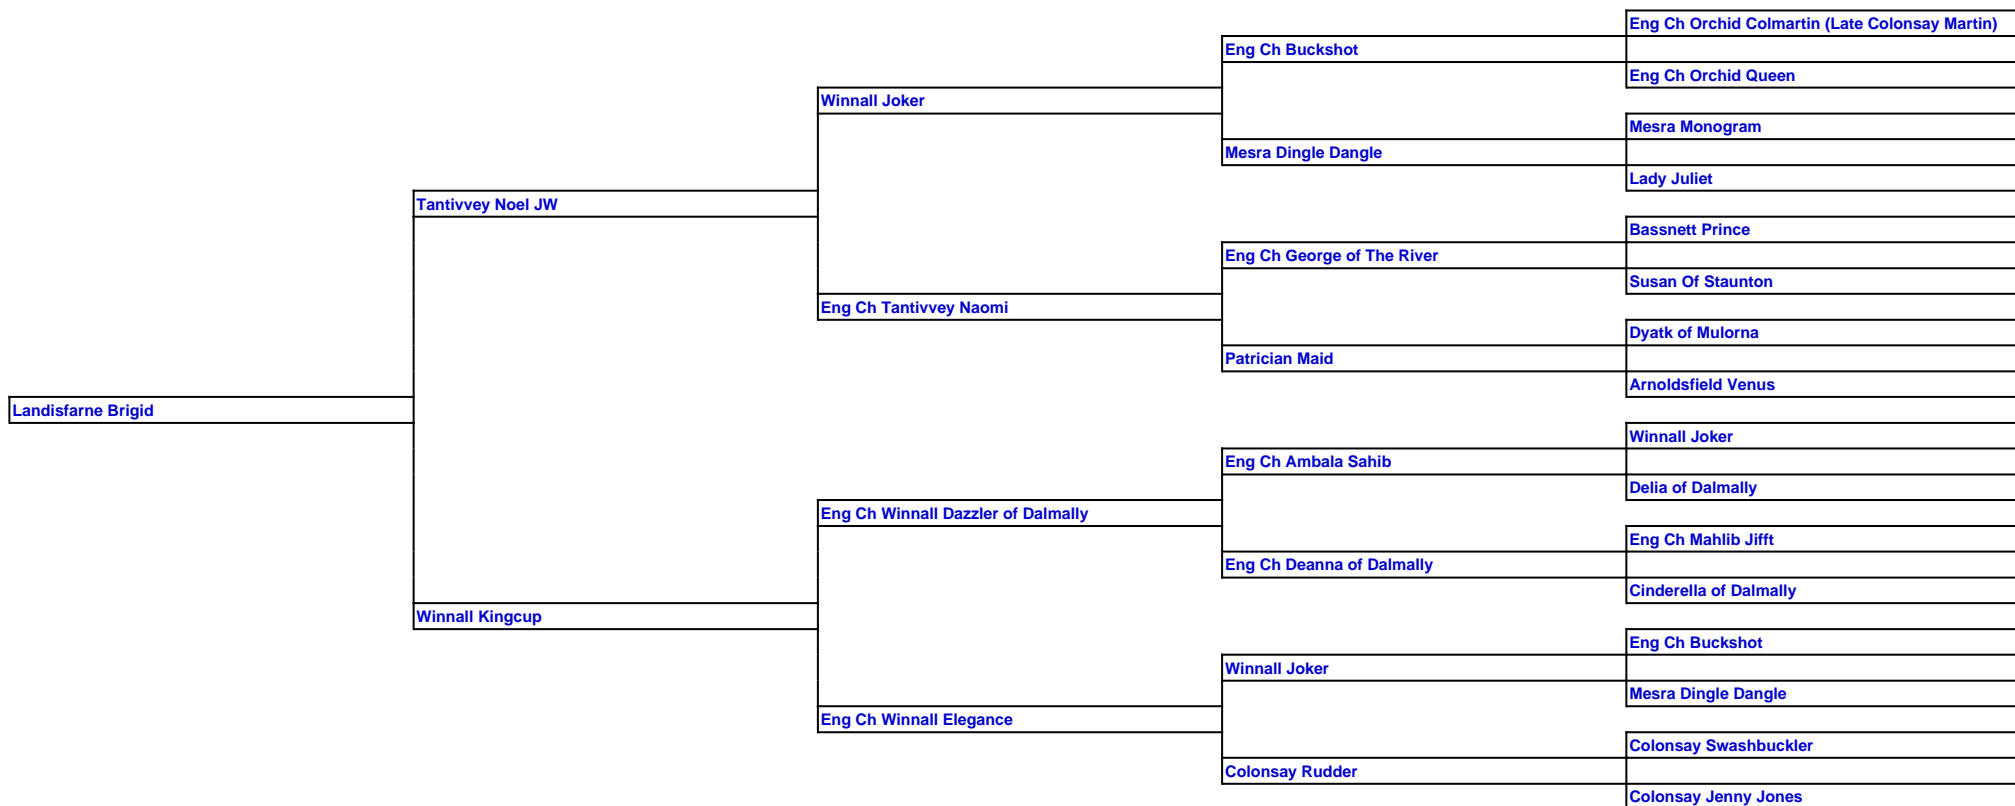 Eng Ch Orchid Colmartin (Late Colonsay Martin)
Eng Ch Buckshot
Eng Ch Orchid Queen
Winnall Joker
Mesra Monogram
Mesra Dingle Dangle
Lady Juliet
Tantivvey Noel JW
Bassnett Prince
Eng Ch George of The River
Susan Of Staunton
Eng Ch Tantivvey Naomi
Dyatk of Mulorna
Patrician Maid
Arnoldsfield Venus
Landisfarne Brigid
Winnall Joker
Eng Ch Ambala Sahib
Delia of Dalmally
Eng Ch Winnall Dazzler of Dalmally
Eng Ch Mahlib Jifft
Eng Ch Deanna of Dalmally
Cinderella of Dalmally
Winnall Kingcup
Eng Ch Buckshot
Winnall Joker
Mesra Dingle Dangle
Eng Ch Winnall Elegance
Colonsay Swashbuckler
Colonsay Rudder
Colonsay Jenny Jones